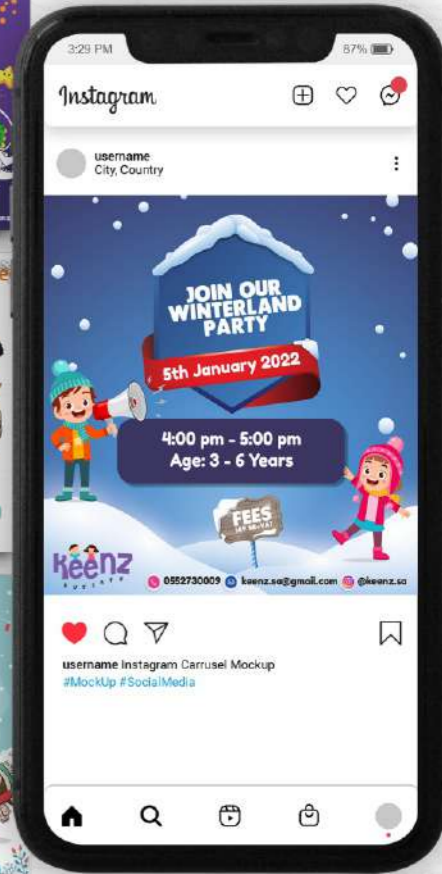 3:29 PM
87%
Instagram
username
City, Country
JOIN OUR
WINTERLAND
PARTY
5th January 2022
4:00 pm - 5:00 pm
Age: 3 - 6 Years
FEES
keenz
SOCIETY
0552730009 keenz.sa@gmail.com @keenz.sa
username Instagram Carrusel Mockup
#MockUp #SocialMedia